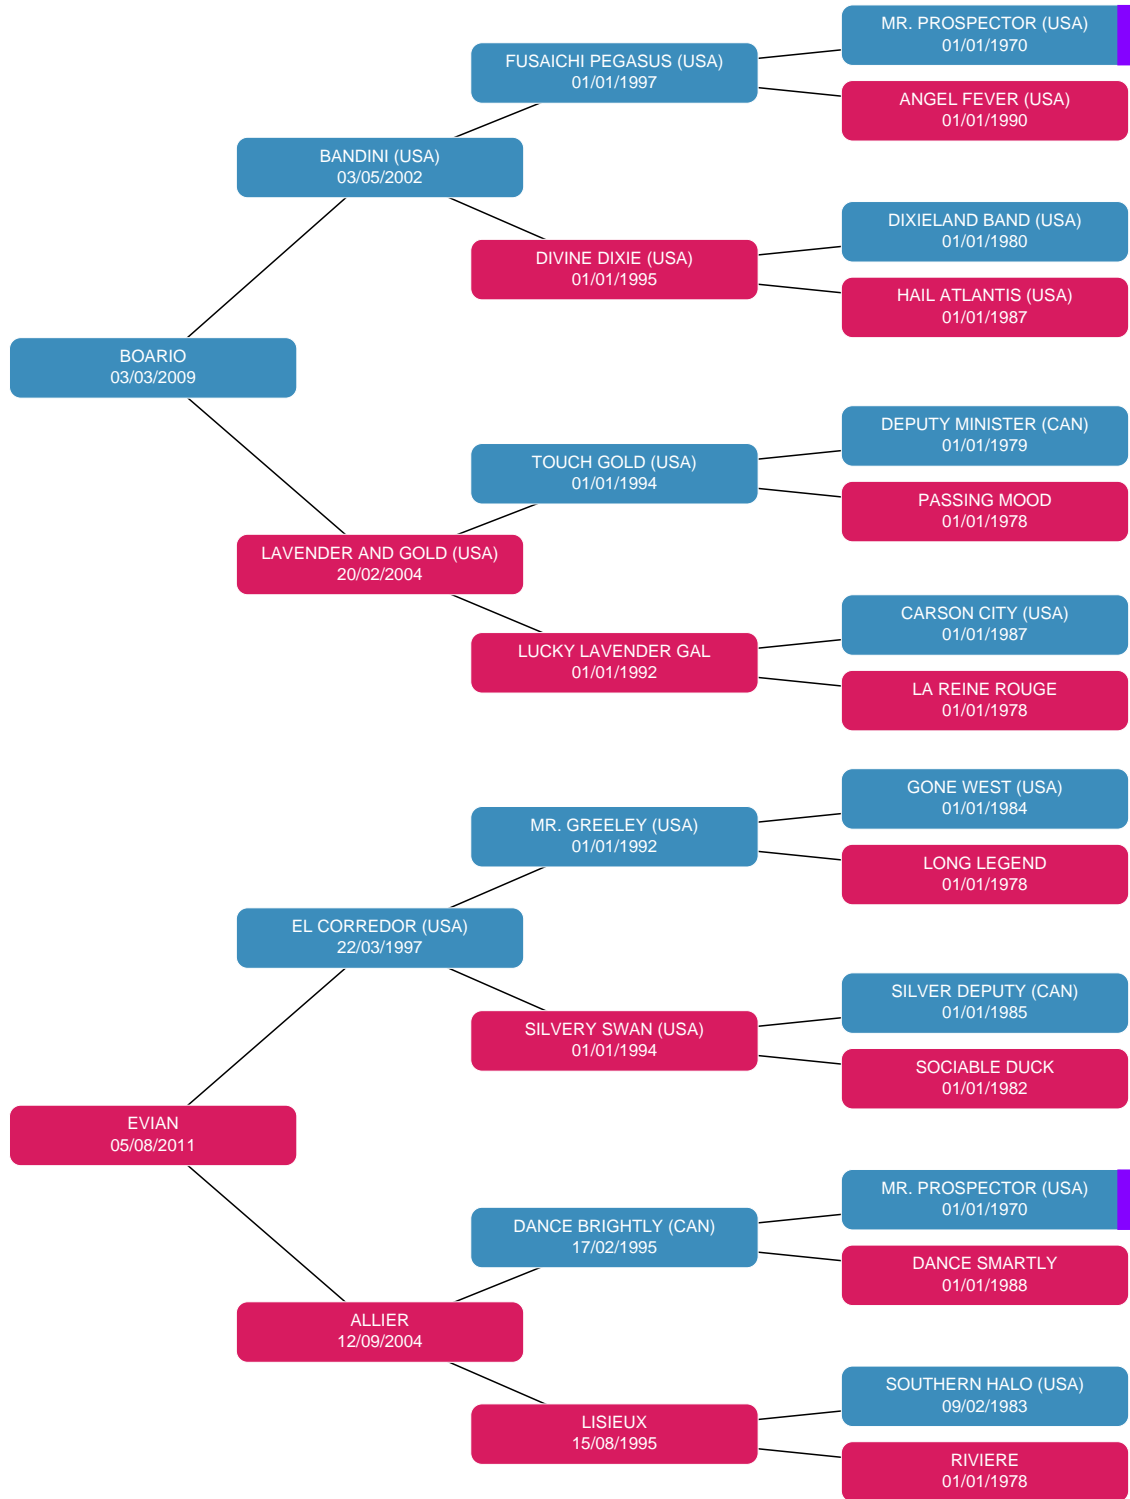 MR. PROSPECTOR (USA)
01/01/1970
FUSAICHI PEGASUS (USA)
01/01/1997
ANGEL FEVER (USA)
01/01/1990
BANDINI (USA)
03/05/2002
DIXIELAND BAND (USA)
01/01/1980
DIVINE DIXIE (USA)
01/01/1995
HAIL ATLANTIS (USA)
01/01/1987
BOARIO
03/03/2009
DEPUTY MINISTER (CAN)
01/01/1979
TOUCH GOLD (USA)
01/01/1994
PASSING MOOD
01/01/1978
LAVENDER AND GOLD (USA)
20/02/2004
CARSON CITY (USA)
01/01/1987
LUCKY LAVENDER GAL
01/01/1992
LA REINE ROUGE
01/01/1978
GONE WEST (USA)
01/01/1984
MR. GREELEY (USA)
01/01/1992
LONG LEGEND
01/01/1978
EL CORREDOR (USA)
22/03/1997
SILVER DEPUTY (CAN)
01/01/1985
SILVERY SWAN (USA)
01/01/1994
SOCIABLE DUCK
01/01/1982
EVIAN
05/08/2011
MR. PROSPECTOR (USA)
01/01/1970
DANCE BRIGHTLY (CAN)
17/02/1995
DANCE SMARTLY
01/01/1988
ALLIER
12/09/2004
SOUTHERN HALO (USA)
09/02/1983
LISIEUX
15/08/1995
RIVIERE
01/01/1978